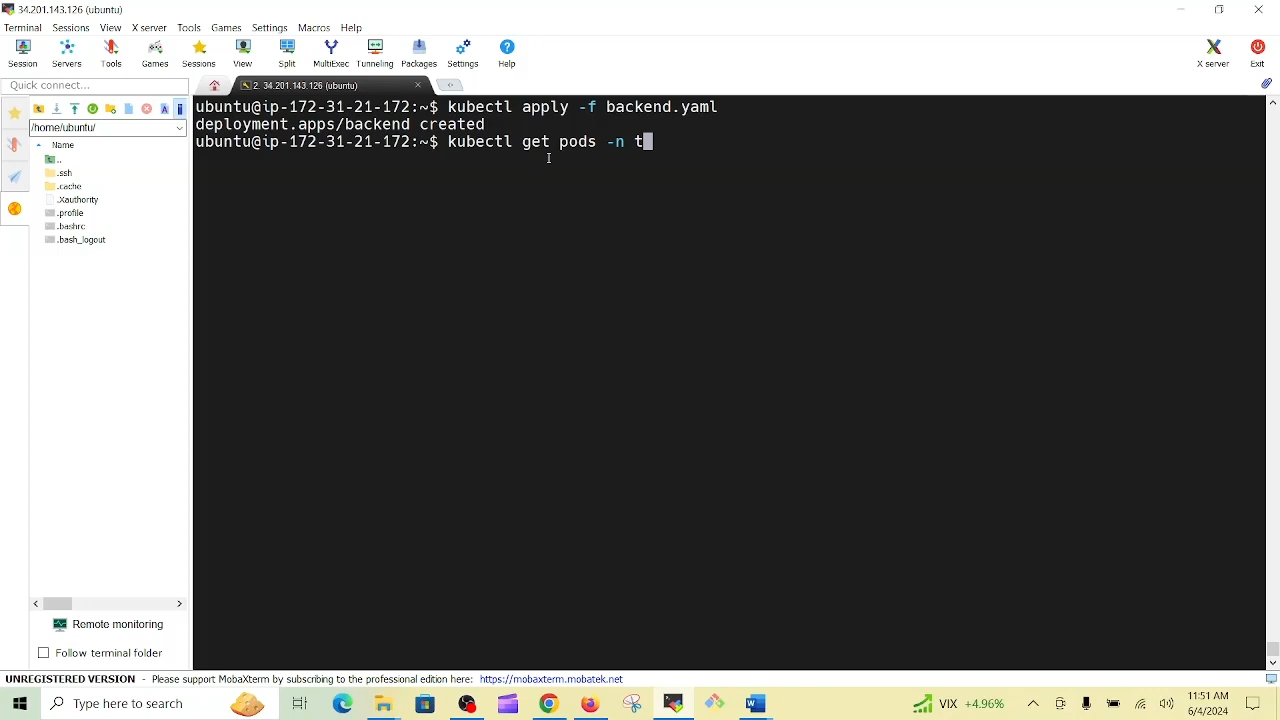 34.201.143.126 (ubuntu)
Terminal Sessions View X server Tools Games Settings Macros Help
Session Servers Tools Games Sessions View Split MultiExec Tunneling Packages Settings Help X server Exit
Quick connect...
2. 34.201.143.126 (ubuntu)
/home/ubuntu/
Name
..
.ssh
.cache
.Xauthority
.profile
.bashrc
.bash_logout
ubuntu@ip-172-31-21-172:~$ kubectl apply -f backend.yaml
deployment.apps/backend created
ubuntu@ip-172-31-21-172:~$ kubectl get pods -n t
Remote monitoring
Follow terminal folder
UNREGISTERED VERSION - Please support MobaXterm by subscribing to the professional edition here: https://mobaxterm.mobatek.net
Type here to search
VIX +4.96%
11:51 AM
6/4/2024